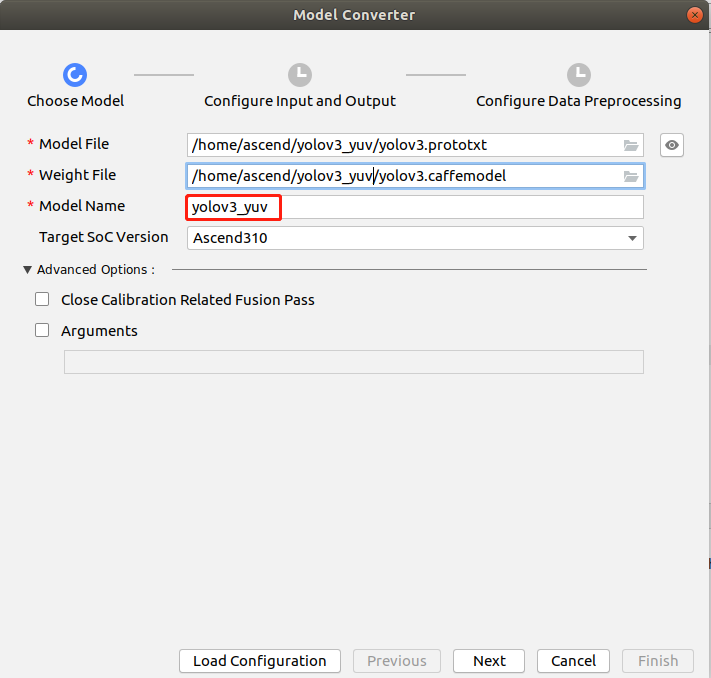 Model Converter
Choose Model
Configure Input and Output
Configure Data Preprocessing
* Model File /home/ascend/yolov3_yuv/yolov3.prototxt
* Weight File /home/ascend/yolov3_yuv/yolov3.caffemodel
* Model Name yolov3_yuv
Target SoC Version Ascend310
Advanced Options :
Close Calibration Related Fusion Pass
Arguments
Load Configuration Previous Next Cancel Finish